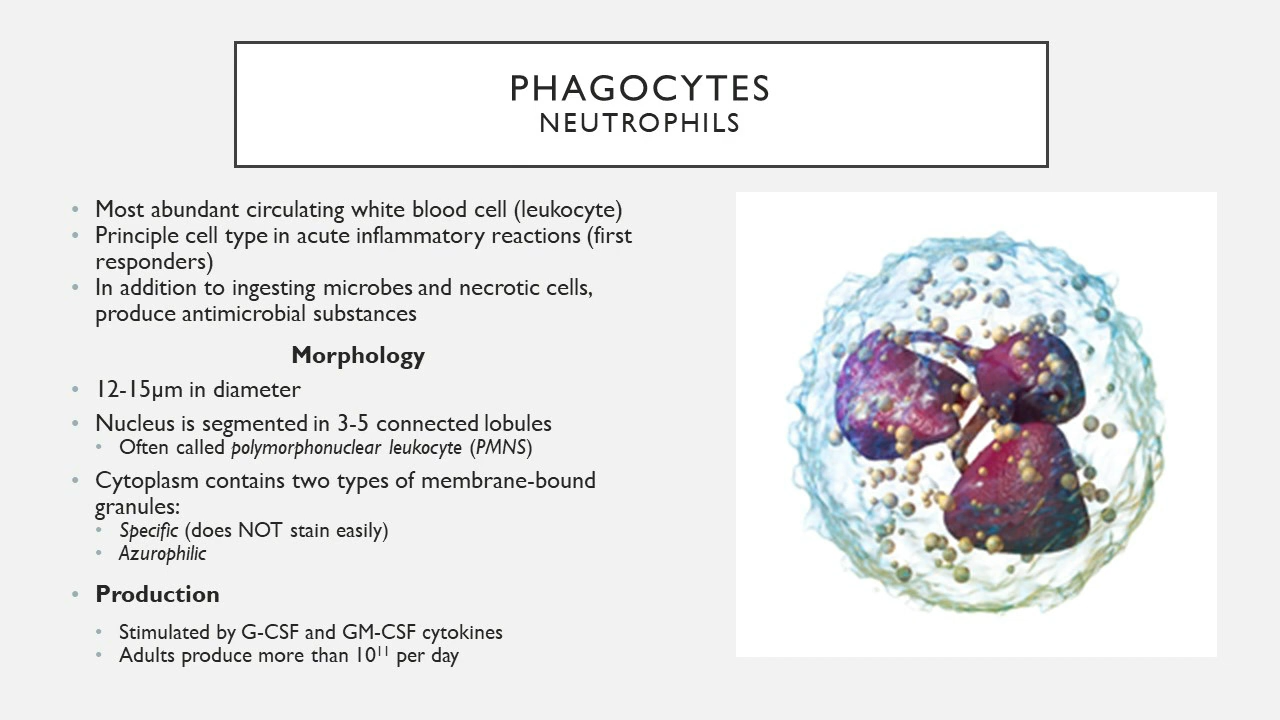 PHAGOCYTES
NEUTROPHILS
• Most abundant circulating white blood cell (leukocyte)
• Principle cell type in acute inflammatory reactions (first
responders)
• In addition to ingesting microbes and necrotic cells,
produce antimicrobial substances
Morphology
• 12-15µm in diameter
• Nucleus is segmented in 3-5 connected lobules
• Often called polymorphonuclear leukocyte (PMNS)
• Cytoplasm contains two types of membrane-bound
granules:
• Specific (does NOT stain easily)
• Azurophilic
• Production
• Stimulated by G-CSF and GM-CSF cytokines
• Adults produce more than 10¹¹ per day